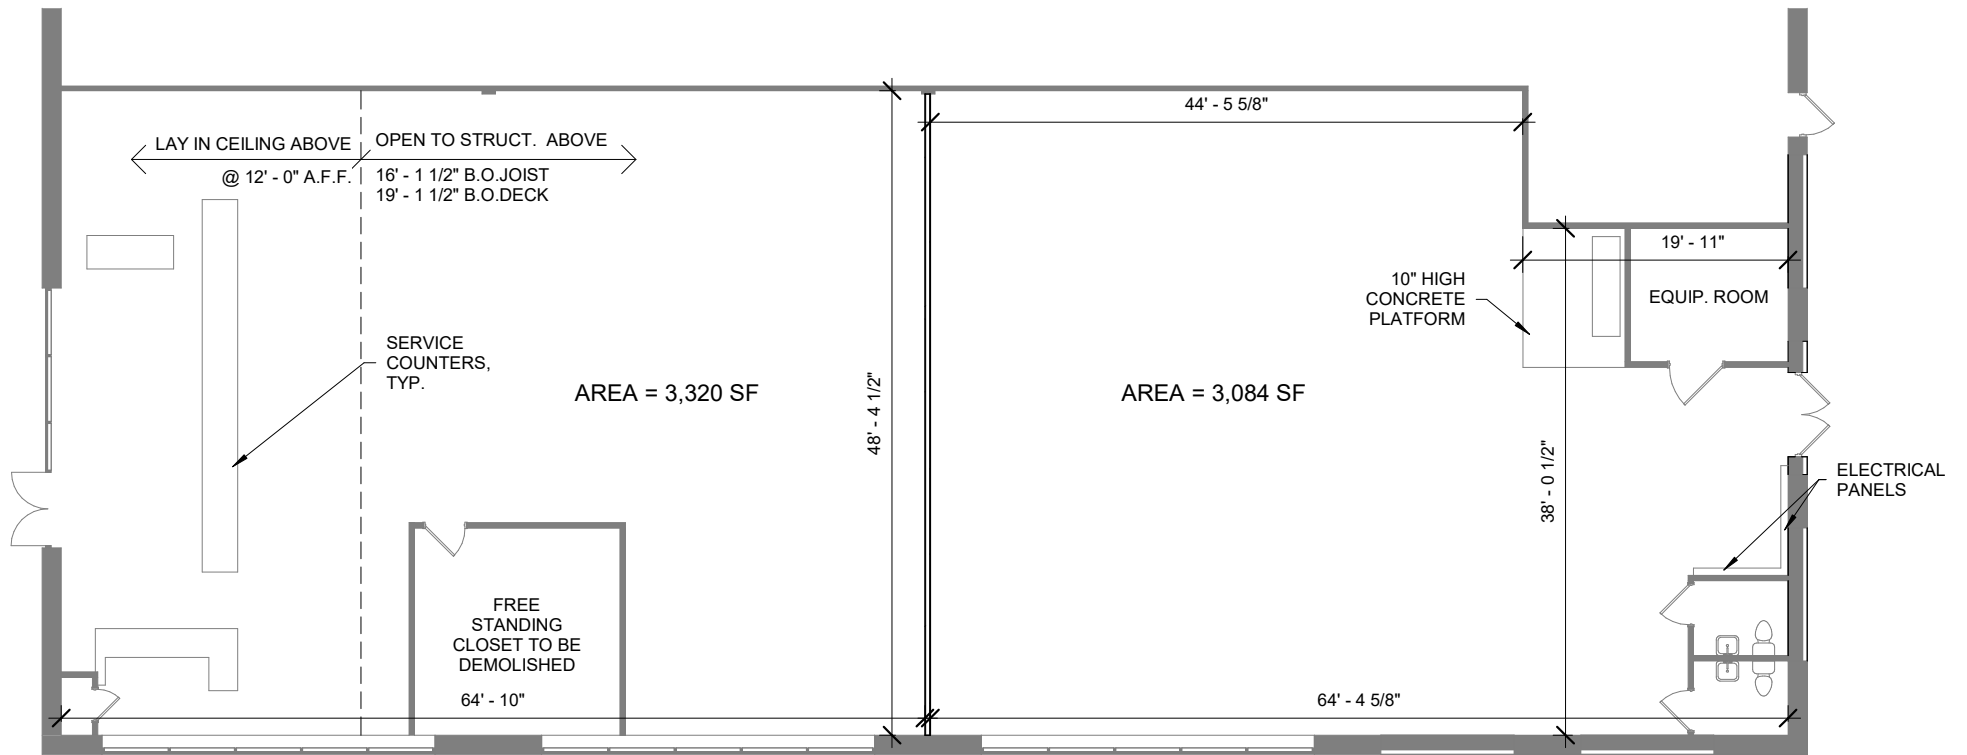 44' - 5 5/8"
LAY IN CEILING ABOVE
@ 12' - 0" A.F.F.
OPEN TO STRUCT. ABOVE
16' - 1 1/2" B.O.JOIST
19' - 1 1/2" B.O.DECK
19' - 11"
10" HIGH
CONCRETE
PLATFORM
EQUIP. ROOM
SERVICE
COUNTERS,
TYP.
AREA = 3,320 SF
48' - 4 1/2"
AREA = 3,084 SF
38' - 0 1/2"
ELECTRICAL
PANELS
FREE
STANDING
CLOSET TO BE
DEMOLISHED
64' - 10"
64' - 4 5/8"